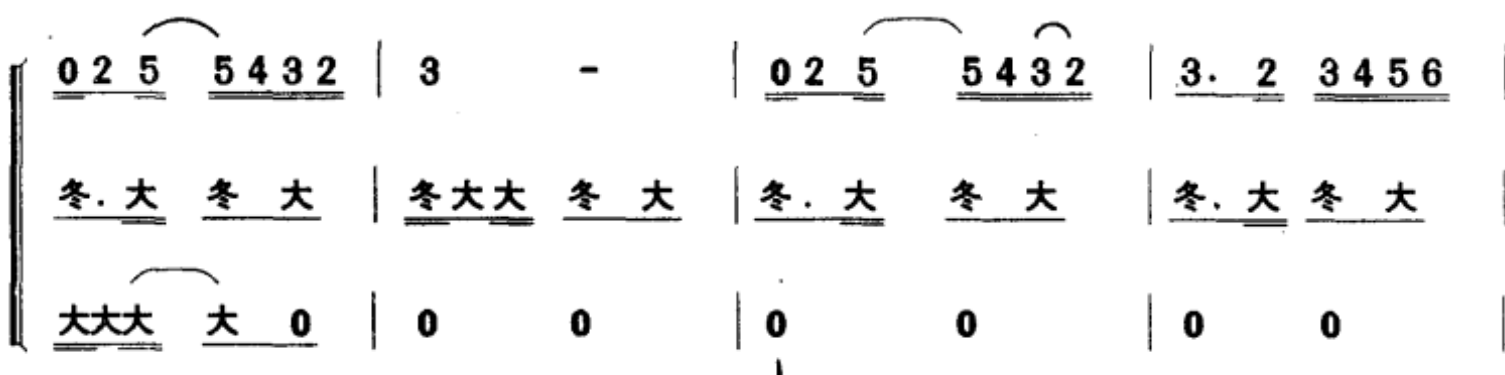 0 2 5 5 4 3 2 | 3 - | 0 2 5 5 4 3 2 | 3. 2 3 4 5 6 |
冬. 大 冬 大 | 冬大大 冬 大 | 冬. 大 冬 大 | 冬. 大 冬 大 |
大大大 大 0 | 0 0 | 0 0 | 0 0 |